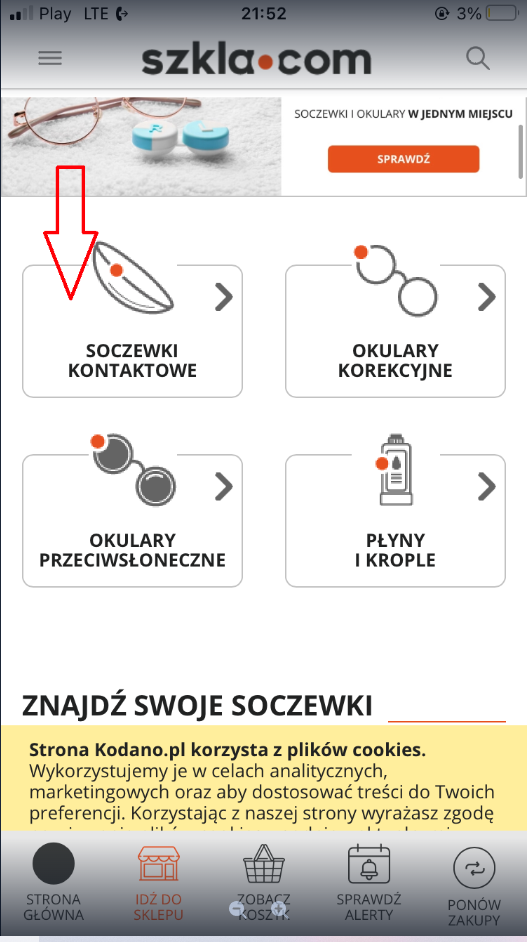 Play LTE 21:52 3%
szkla.com
SOCZEWKI I OKULARY W JEDNYM MIEJSCU
SPRAWDŹ
SOCZEWKI
KONTAKTOWE
OKULARY
KOREKCYJNE
OKULARY
PRZECIWSŁONECZNE
PŁYNY
I KROPLE
ZNAJDŹ SWOJE SOCZEWKI
Strona Kodano.pl korzysta z plików cookies.
Wykorzystujemy je w celach analitycznych,
marketingowych oraz aby dostosować treści do Twoich
preferencji. Korzystając z naszej strony wyrażasz zgodę
STRONA
GŁÓWNA
IDŹ DO
SKLEPU
ZOBACZ
KOSZYK
SPRAWDŹ
ALERTY
PONÓW
ZAKUPY